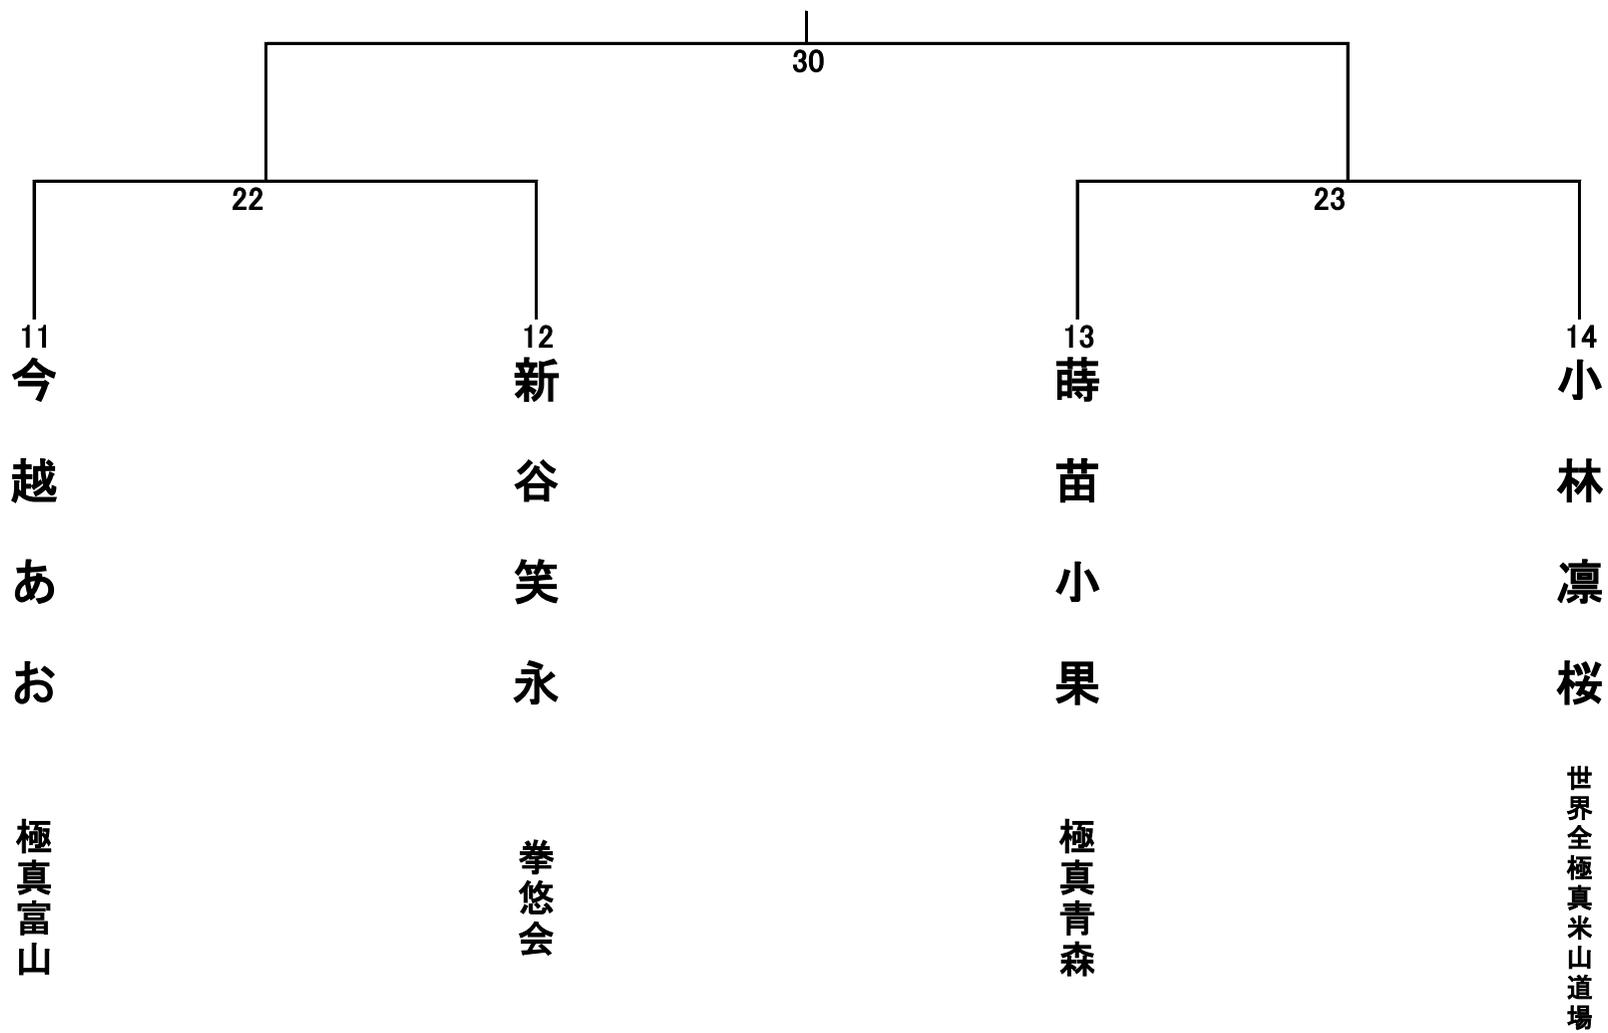 30
22
23
11
今越あお
極真富山
12
新谷笑永
拳悠会
13
蒔苗小果
極真青森
14
小林凛桜
世界全極真米山道場